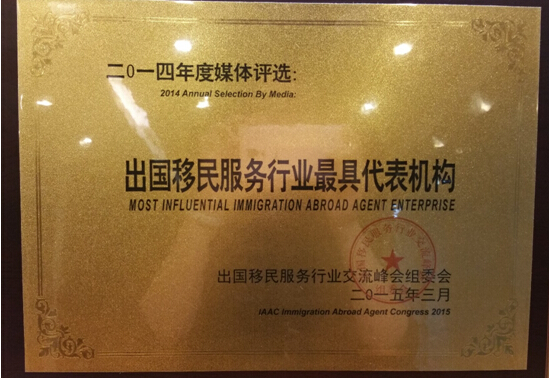 二〇一四年度媒体评选:
2014 Annual Selection By Media:
出国移民服务行业最具代表机构
MOST INFLUENTIAL IMMIGRATION ABROAD AGENT ENTERPRISE
出国移民服务行业交流峰会组委会
二〇一五年三月
IAAC Immigration Abroad Agent Congress 2015